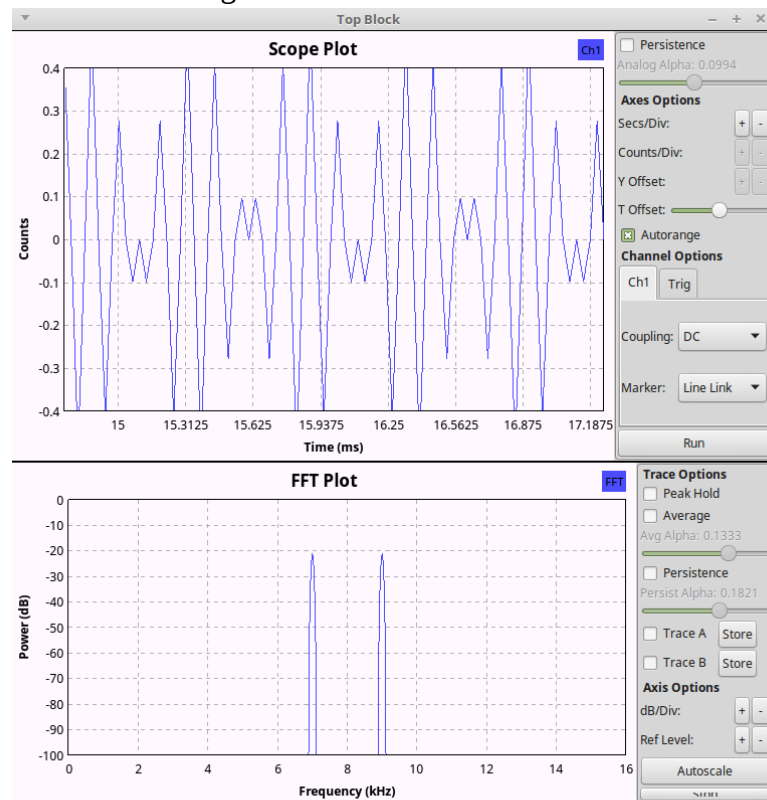 Top Block
Scope Plot
Ch1
Counts
0.4
0.3
0.2
0.1
0
-0.1
-0.2
-0.3
-0.4
15 15.3125 15.625 15.9375 16.25 16.5625 16.875 17.1875
Time (ms)
Persistence
Analog Alpha: 0.0994
Axes Options
Secs/Div: + -
Counts/Div: + -
Y Offset: + -
T Offset:
Autorange
Channel Options
Ch1 Trig
Coupling: DC
Marker: Line Link
Run
FFT Plot
FFT
Power (dB)
0
-10
-20
-30
-40
-50
-60
-70
-80
-90
-100
0 2 4 6 8 10 12 14 16
Frequency (kHz)
Trace Options
Peak Hold
Average
Avg Alpha: 0.1333
Persistence
Persist Alpha: 0.1821
Trace A Store
Trace B Store
Axis Options
dB/Div: + -
Ref Level: + -
Autoscale